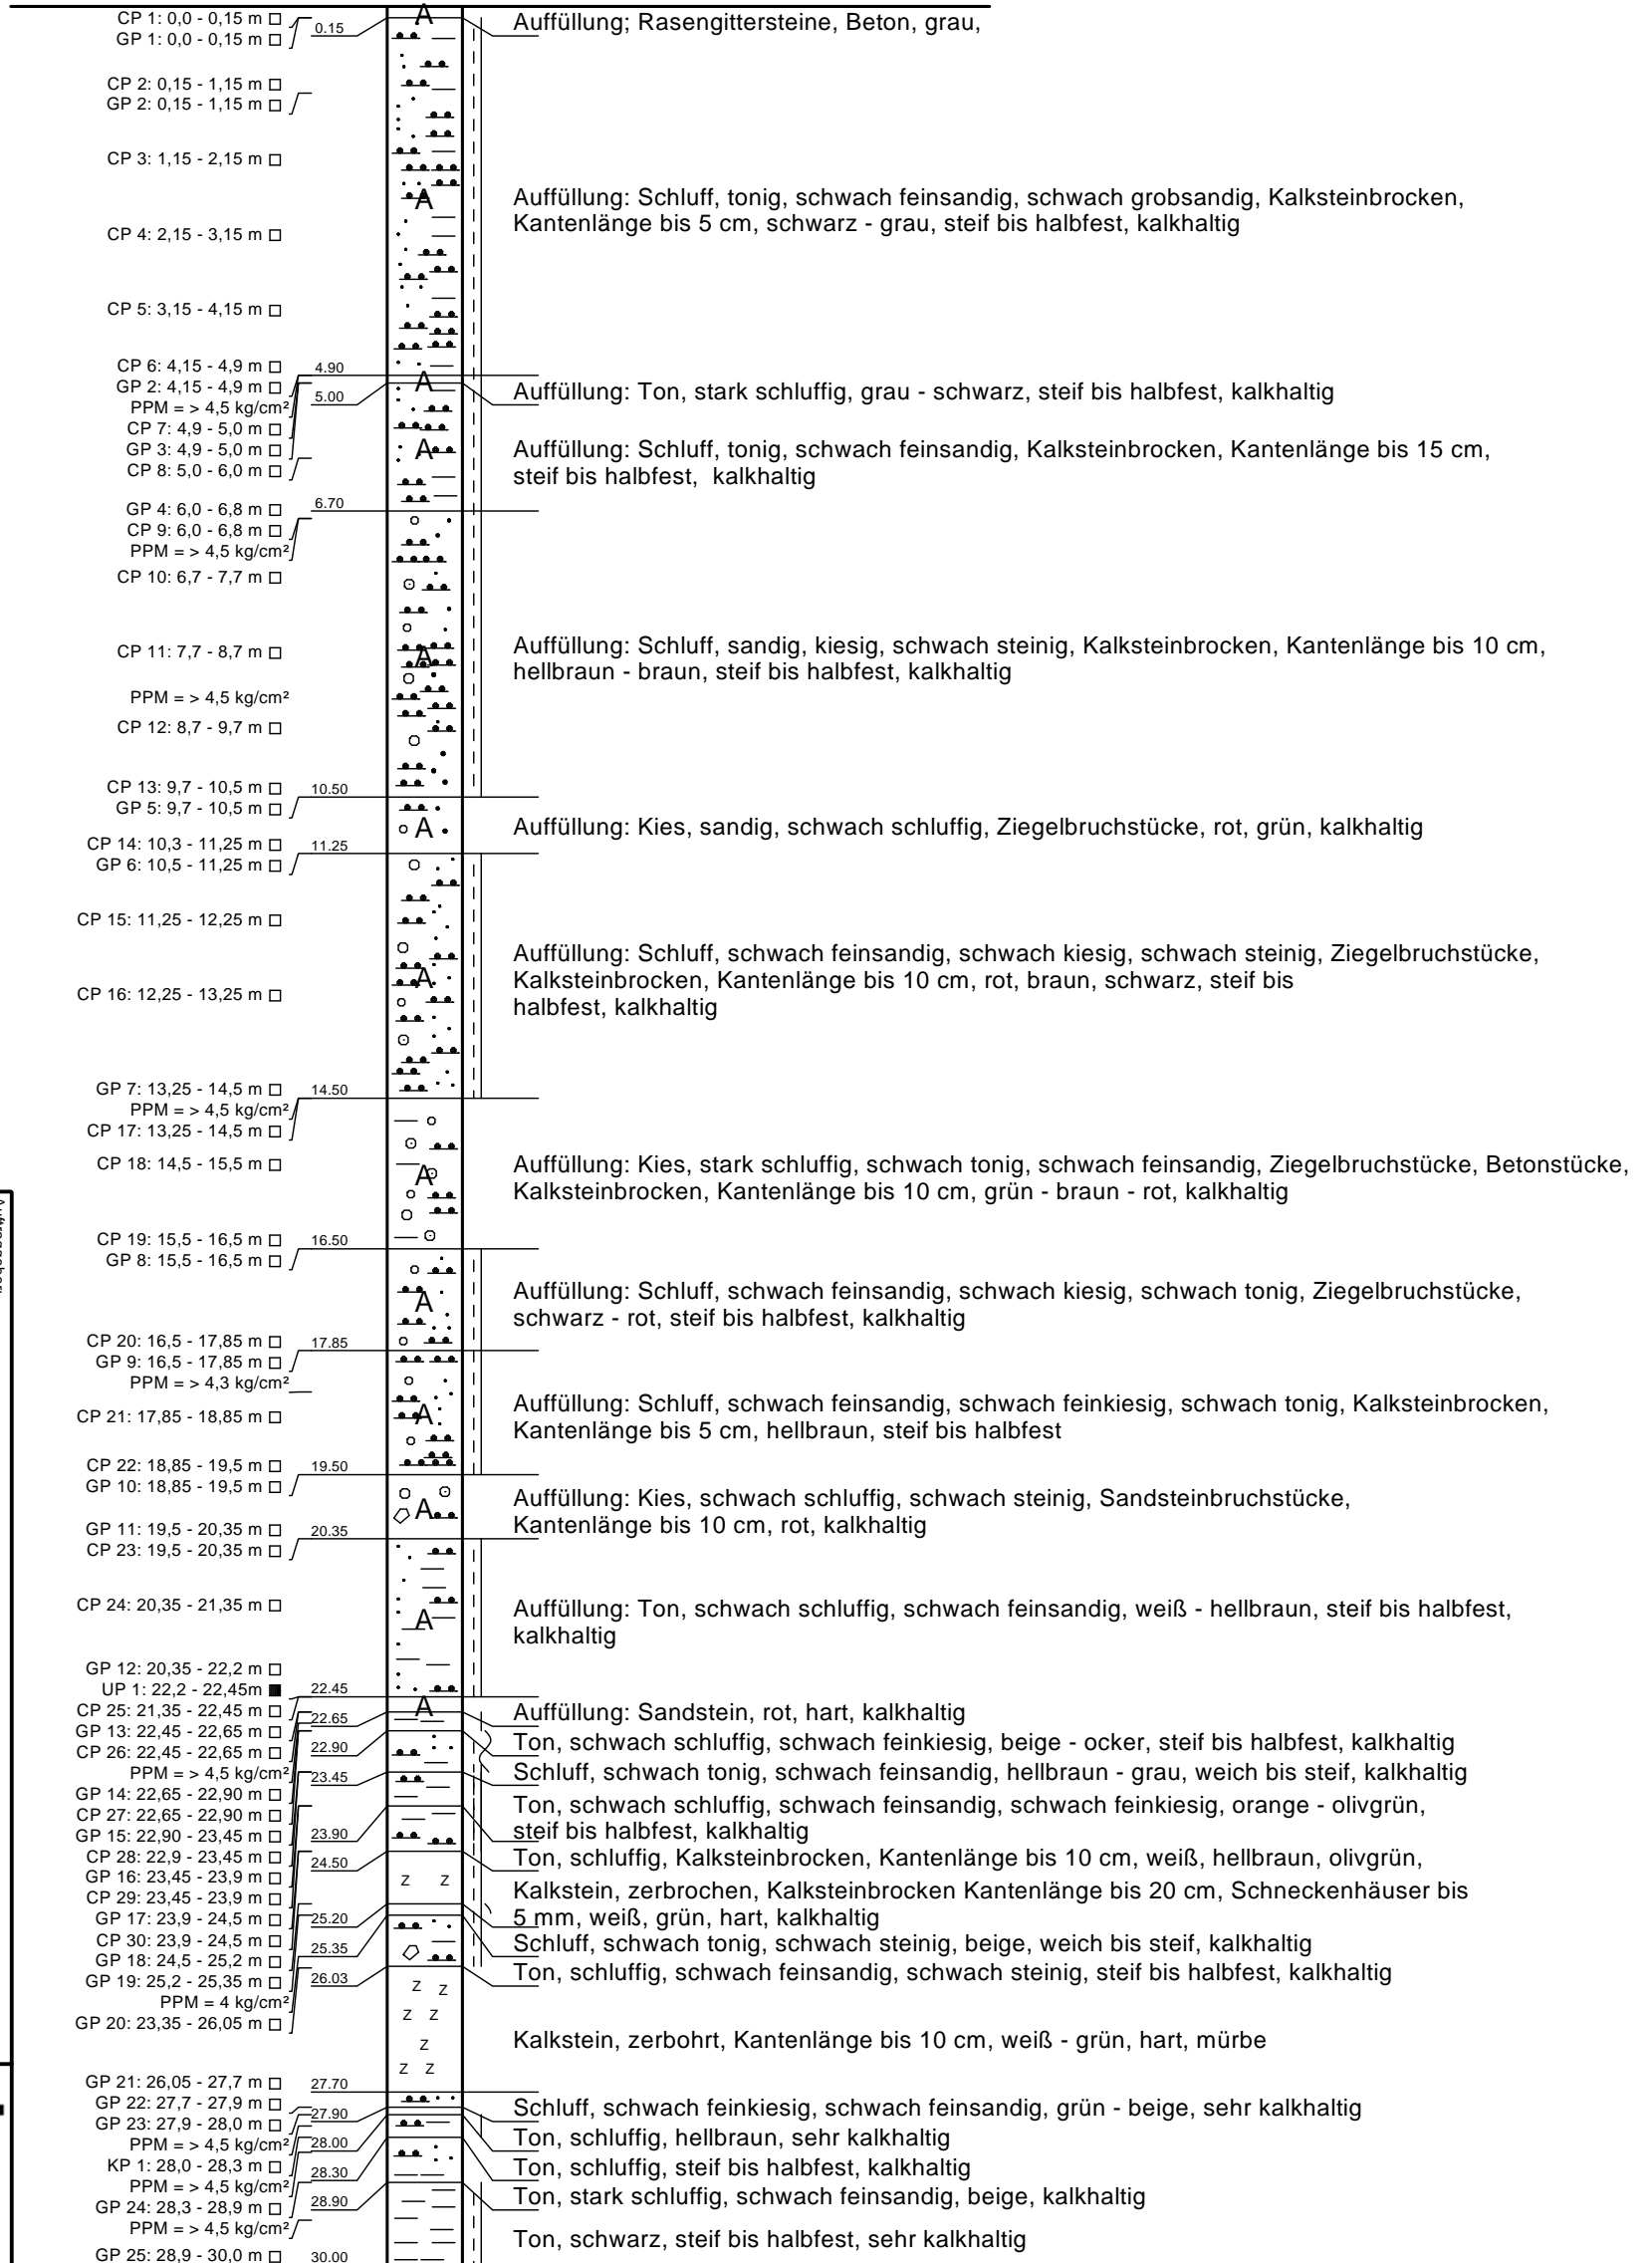 CP 1: 0,0 - 0,15 m
GP 1: 0,0 - 0,15 m
0.15
A
Auffüllung; Rasengittersteine, Beton, grau,
CP 2: 0,15 - 1,15 m
GP 2: 0,15 - 1,15 m
CP 3: 1,15 - 2,15 m
A
Auffüllung: Schluff, tonig, schwach feinsandig, schwach grobsandig, Kalksteinbrocken,
Kantenlänge bis 5 cm, schwarz - grau, steif bis halbfest, kalkhaltig
CP 4: 2,15 - 3,15 m
CP 5: 3,15 - 4,15 m
CP 6: 4,15 - 4,9 m
4.90
GP 2: 4,15 - 4,9 m
A
Auffüllung: Ton, stark schluffig, grau - schwarz, steif bis halbfest, kalkhaltig
5.00
PPM = > 4,5 kg/cm²
CP 7: 4,9 - 5,0 m
GP 3: 4,9 - 5,0 m
CP 8: 5,0 - 6,0 m
A
Auffüllung: Schluff, tonig, schwach feinsandig, Kalksteinbrocken, Kantenlänge bis 15 cm,
steif bis halbfest, kalkhaltig
GP 4: 6,0 - 6,8 m
6.70
CP 9: 6,0 - 6,8 m
PPM = > 4,5 kg/cm²
CP 10: 6,7 - 7,7 m
CP 11: 7,7 - 8,7 m
A
Auffüllung: Schluff, sandig, kiesig, schwach steinig, Kalksteinbrocken, Kantenlänge bis 10 cm,
hellbraun - braun, steif bis halbfest, kalkhaltig
PPM = > 4,5 kg/cm²
CP 12: 8,7 - 9,7 m
CP 13: 9,7 - 10,5 m
10.50
GP 5: 9,7 - 10,5 m
A
Auffüllung: Kies, sandig, schwach schluffig, Ziegelbruchstücke, rot, grün, kalkhaltig
CP 14: 10,3 - 11,25 m
11.25
GP 6: 10,5 - 11,25 m
CP 15: 11,25 - 12,25 m
A
Auffüllung: Schluff, schwach feinsandig, schwach kiesig, schwach steinig, Ziegelbruchstücke,
Kalksteinbrocken, Kantenlänge bis 10 cm, rot, braun, schwarz, steif bis
halbfest, kalkhaltig
CP 16: 12,25 - 13,25 m
GP 7: 13,25 - 14,5 m
14.50
PPM = > 4,5 kg/cm²
CP 17: 13,25 - 14,5 m
CP 18: 14,5 - 15,5 m
A
Auffüllung: Kies, stark schluffig, schwach tonig, schwach feinsandig, Ziegelbruchstücke, Betonstücke,
Kalksteinbrocken, Kantenlänge bis 10 cm, grün - braun - rot, kalkhaltig
CP 19: 15,5 - 16,5 m
16.50
GP 8: 15,5 - 16,5 m
A
Auffüllung: Schluff, schwach feinsandig, schwach kiesig, schwach tonig, Ziegelbruchstücke,
schwarz - rot, steif bis halbfest, kalkhaltig
CP 20: 16,5 - 17,85 m
17.85
GP 9: 16,5 - 17,85 m
PPM = > 4,3 kg/cm²
CP 21: 17,85 - 18,85 m
A
Auffüllung: Schluff, schwach feinsandig, schwach feinkiesig, schwach tonig, Kalksteinbrocken,
Kantenlänge bis 5 cm, hellbraun, steif bis halbfest
CP 22: 18,85 - 19,5 m
19.50
GP 10: 18,85 - 19,5 m
A
Auffüllung: Kies, schwach schluffig, schwach steinig, Sandsteinbruchstücke,
Kantenlänge bis 10 cm, rot, kalkhaltig
GP 11: 19,5 - 20,35 m
20.35
CP 23: 19,5 - 20,35 m
CP 24: 20,35 - 21,35 m
A
Auffüllung: Ton, schwach schluffig, schwach feinsandig, weiß - hellbraun, steif bis halbfest,
kalkhaltig
GP 12: 20,35 - 22,2 m
UP 1: 22,2 - 22,45m
22.45
CP 25: 21,35 - 22,45 m
A
Auffüllung: Sandstein, rot, hart, kalkhaltig
22.65
GP 13: 22,45 - 22,65 m
Ton, schwach schluffig, schwach feinkiesig, beige - ocker, steif bis halbfest, kalkhaltig
22.90
CP 26: 22,45 - 22,65 m
PPM = > 4,5 kg/cm²
Schluff, schwach tonig, schwach feinsandig, hellbraun - grau, weich bis steif, kalkhaltig
23.45
GP 14: 22,65 - 22,90 m
CP 27: 22,65 - 22,90 m
Ton, schwach schluffig, schwach feinsandig, schwach feinkiesig, orange - olivgrün,
steif bis halbfest, kalkhaltig
GP 15: 22,90 - 23,45 m
23.90
CP 28: 22,9 - 23,45 m
Ton, schluffig, Kalksteinbrocken, Kantenlänge bis 10 cm, weiß, hellbraun, olivgrün,
24.50
GP 16: 23,45 - 23,9 m
Z Z
CP 29: 23,45 - 23,9 m
Kalkstein, zerbrochen, Kalksteinbrocken Kantenlänge bis 20 cm, Schneckenhäuser bis
5 mm, weiß, grün, hart, kalkhaltig
GP 17: 23,9 - 24,5 m
25.20
CP 30: 23,9 - 24,5 m
Schluff, schwach tonig, schwach steinig, beige, weich bis steif, kalkhaltig
25.35
GP 18: 24,5 - 25,2 m
Ton, schluffig, schwach feinsandig, schwach steinig, steif bis halbfest, kalkhaltig
GP 19: 25,2 - 25,35 m
26.03
Z Z
PPM = 4 kg/cm²
Z Z
GP 20: 23,35 - 26,05 m
Z
Kalkstein, zerbohrt, Kantenlänge bis 10 cm, weiß - grün, hart, mürbe
Z Z
GP 21: 26,05 - 27,7 m
27.70
GP 22: 27,7 - 27,9 m
Schluff, schwach feinkiesig, schwach feinsandig, grün - beige, sehr kalkhaltig
27.90
GP 23: 27,9 - 28,0 m
Ton, schluffig, hellbraun, sehr kalkhaltig
PPM = > 4,5 kg/cm²
28.00
KP 1: 28,0 - 28,3 m
Ton, schluffig, steif bis halbfest, kalkhaltig
28.30
PPM = > 4,5 kg/cm²
Ton, stark schluffig, schwach feinsandig, beige, kalkhaltig
GP 24: 28,3 - 28,9 m
28.90
PPM = > 4,5 kg/cm²
Ton, schwarz, steif bis halbfest, sehr kalkhaltig
GP 25: 28,9 - 30,0 m
30.00